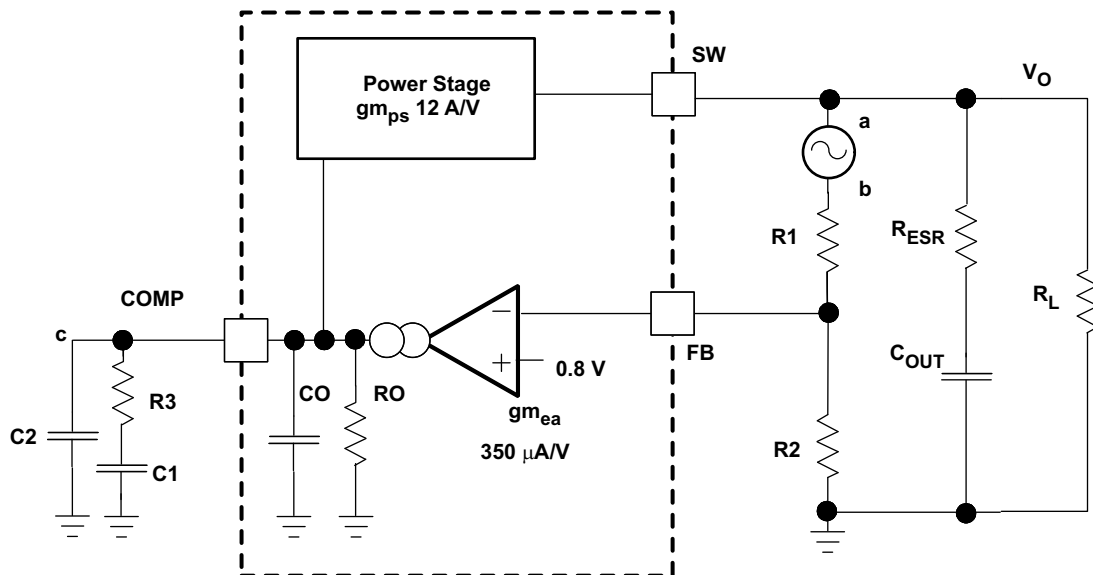 SW
Power Stage
gm_ps 12 A/V
V_O
a
b
R1
R_ESR
R_L
COMP
c
FB
0.8 V
C_OUT
CO
RO
R3
gm_ea
C2
350 μA/V
R2
C1